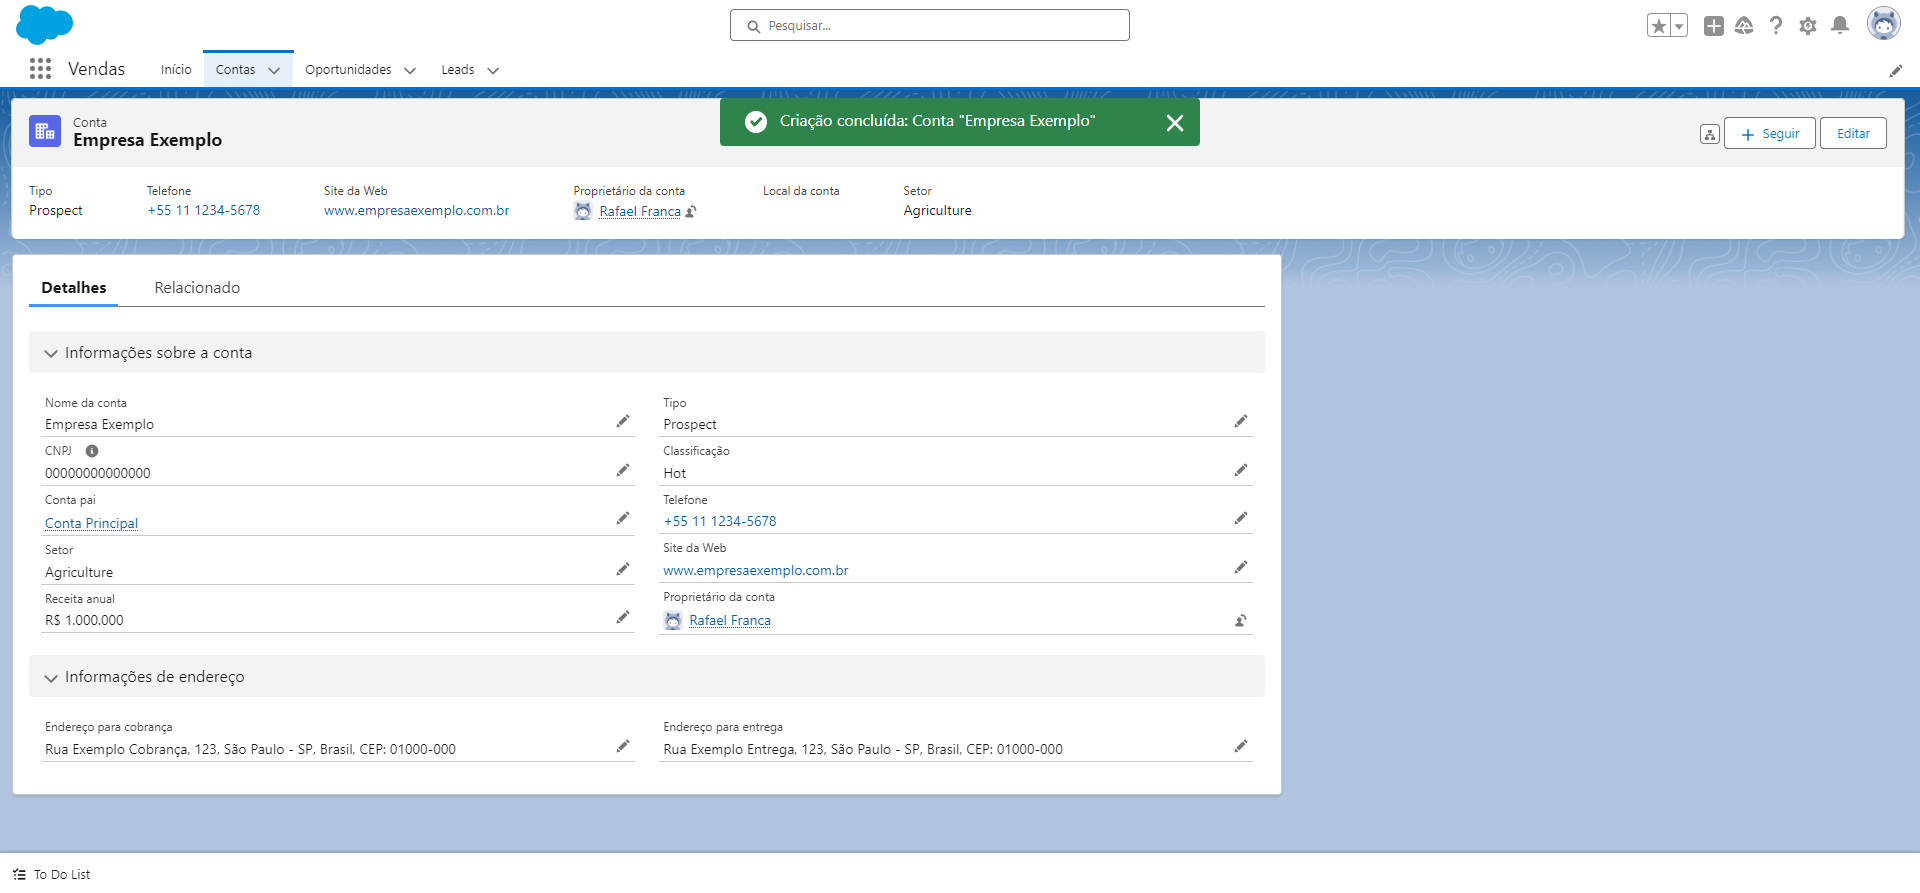 Pesquisar...
Vendas
Início
Contas
Oportunidades
Leads
Criação concluída: Conta "Empresa Exemplo"
Conta
Empresa Exemplo
Seguir
Editar
Tipo
Prospect
Telefone
+55 11 1234-5678
Site da Web
www.empresaexemplo.com.br
Proprietário da conta
Rafael Franca
Local da conta
Setor
Agriculture
Detalhes
Relacionado
Informações sobre a conta
Nome da conta
Empresa Exemplo
Tipo
Prospect
CNPJ
00000000000000
Classificação
Hot
Conta pai
Conta Principal
Telefone
+55 11 1234-5678
Setor
Agriculture
Site da Web
www.empresaexemplo.com.br
Receita anual
R$ 1.000.000
Proprietário da conta
Rafael Franca
Informações de endereço
Endereço para cobrança
Rua Exemplo Cobrança, 123, São Paulo - SP, Brasil, CEP: 01000-000
Endereço para entrega
Rua Exemplo Entrega, 123, São Paulo - SP, Brasil, CEP: 01000-000
To Do List